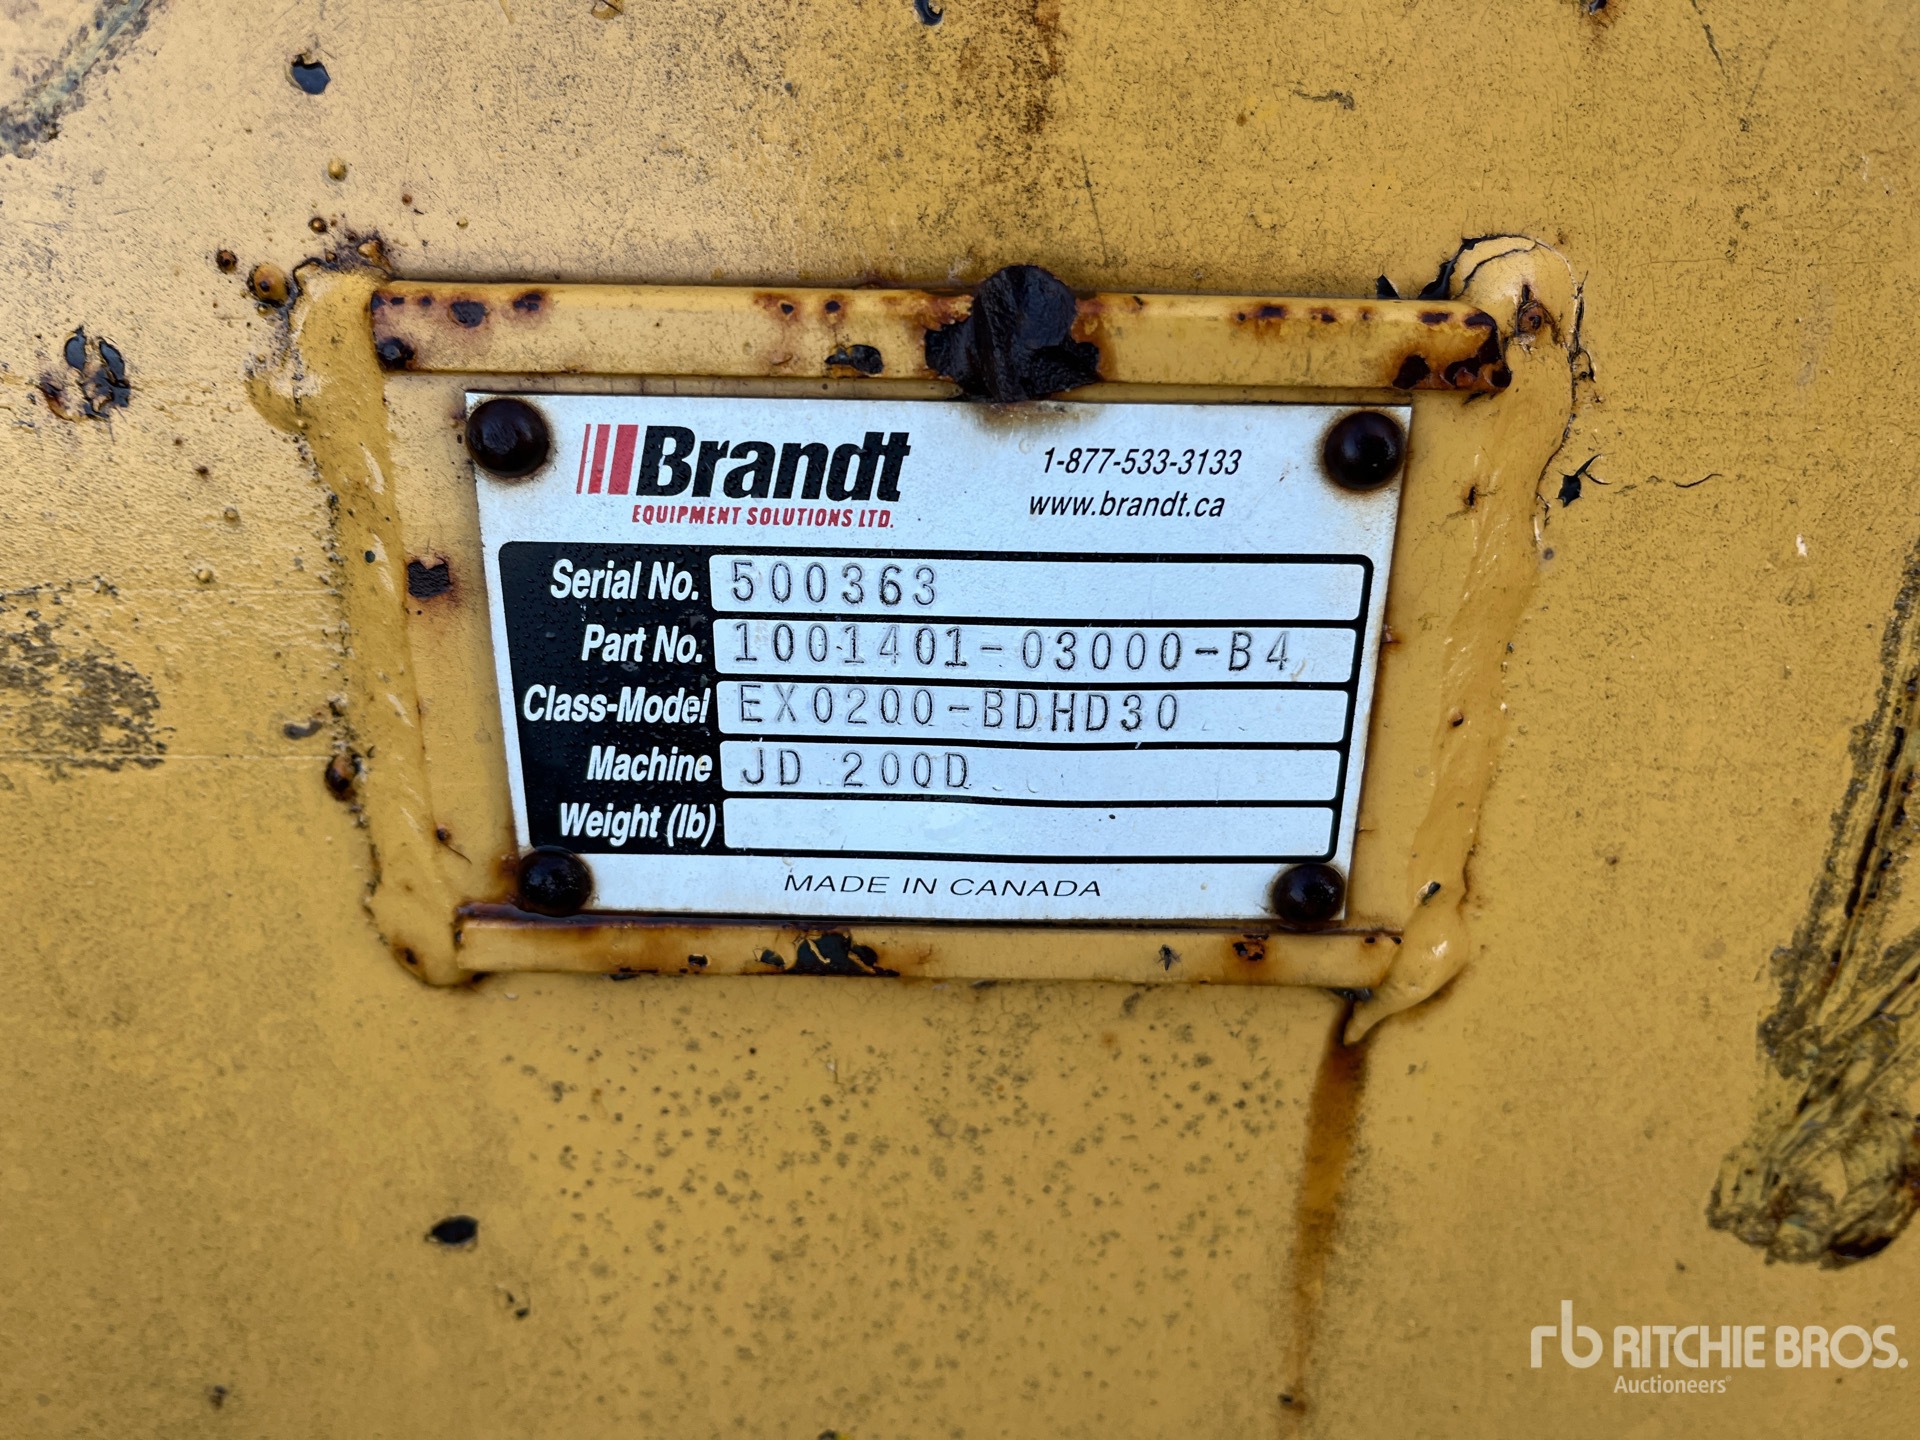 Brandt
EQUIPMENT SOLUTIONS LTD.
1-877-533-3133
www.brandt.ca
Serial No. 500363
Part No. 1001401-03000-B4
Class-Model EX0200-BDHD30
Machine JD 200D
Weight (lb)
MADE IN CANADA
rb RITCHIE BROS.
Auctioneers